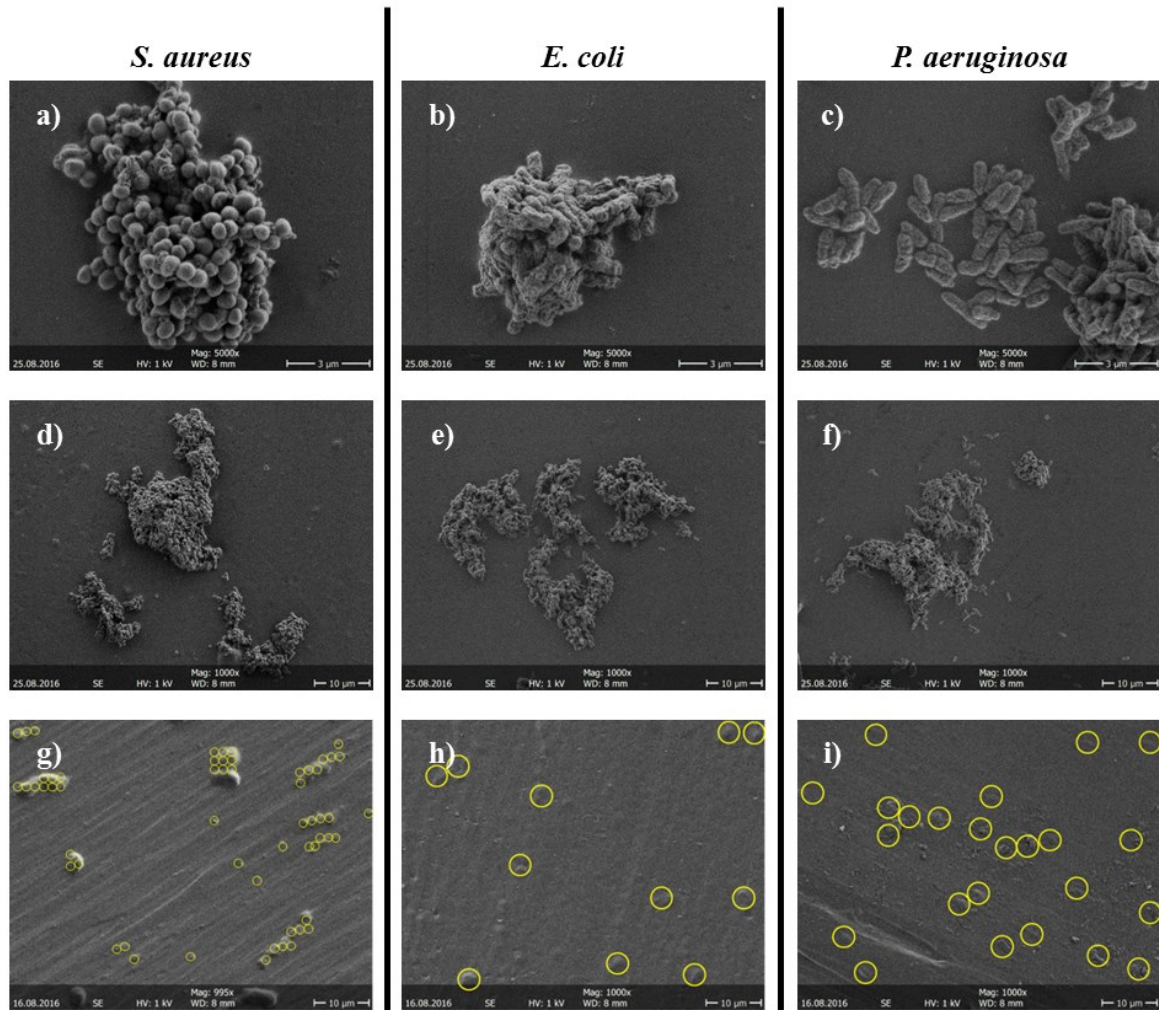 S. aureus
E. coli
P. aeruginosa
a)
b)
c)
25.08.2016 SE HV: 1 kV Mag: 5000x WD: 8 mm 3 µm
25.08.2016 SE HV: 1 kV Mag: 5000x WD: 8 mm 3 µm
25.08.2016 SE HV: 1 kV Mag: 5000x WD: 8 mm 3 µm
d)
e)
f)
25.08.2016 SE HV: 1 kV Mag: 1000x WD: 8 mm 10 µm
25.08.2016 SE HV: 1 kV Mag: 1000x WD: 8 mm 10 µm
25.08.2016 SE HV: 1 kV Mag: 1000x WD: 8 mm 10 µm
g)
h)
i)
16.08.2016 SE HV: 1 kV Mag: 995x WD: 8 mm 10 µm
16.08.2016 SE HV: 1 kV Mag: 1000x WD: 8 mm 10 µm
16.08.2016 SE HV: 1 kV Mag: 1000x WD: 8 mm 10 µm